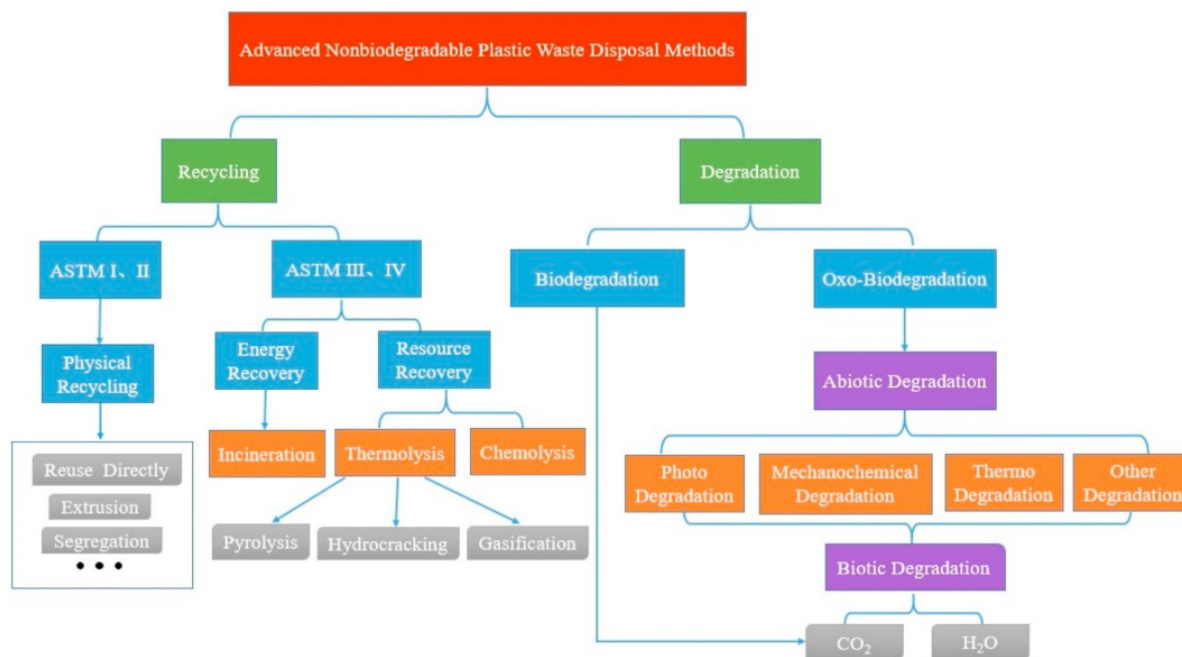 Advanced Nonbiodegradable Plastic Waste Disposal Methods
Recycling
Degradation
ASTM I、II
ASTM III、IV
Biodegradation
Oxo-Biodegradation
Physical
Recycling
Energy
Recovery
Resource
Recovery
Abiotic Degradation
Reuse Directly
Extrusion
Segregation
• • •
Incineration
Thermolysis
Chemolysis
Photo
Degradation
Mechanochemical
Degradation
Thermo
Degradation
Other
Degradation
Pyrolysis
Hydrocracking
Gasification
Biotic Degradation
CO₂
H₂O